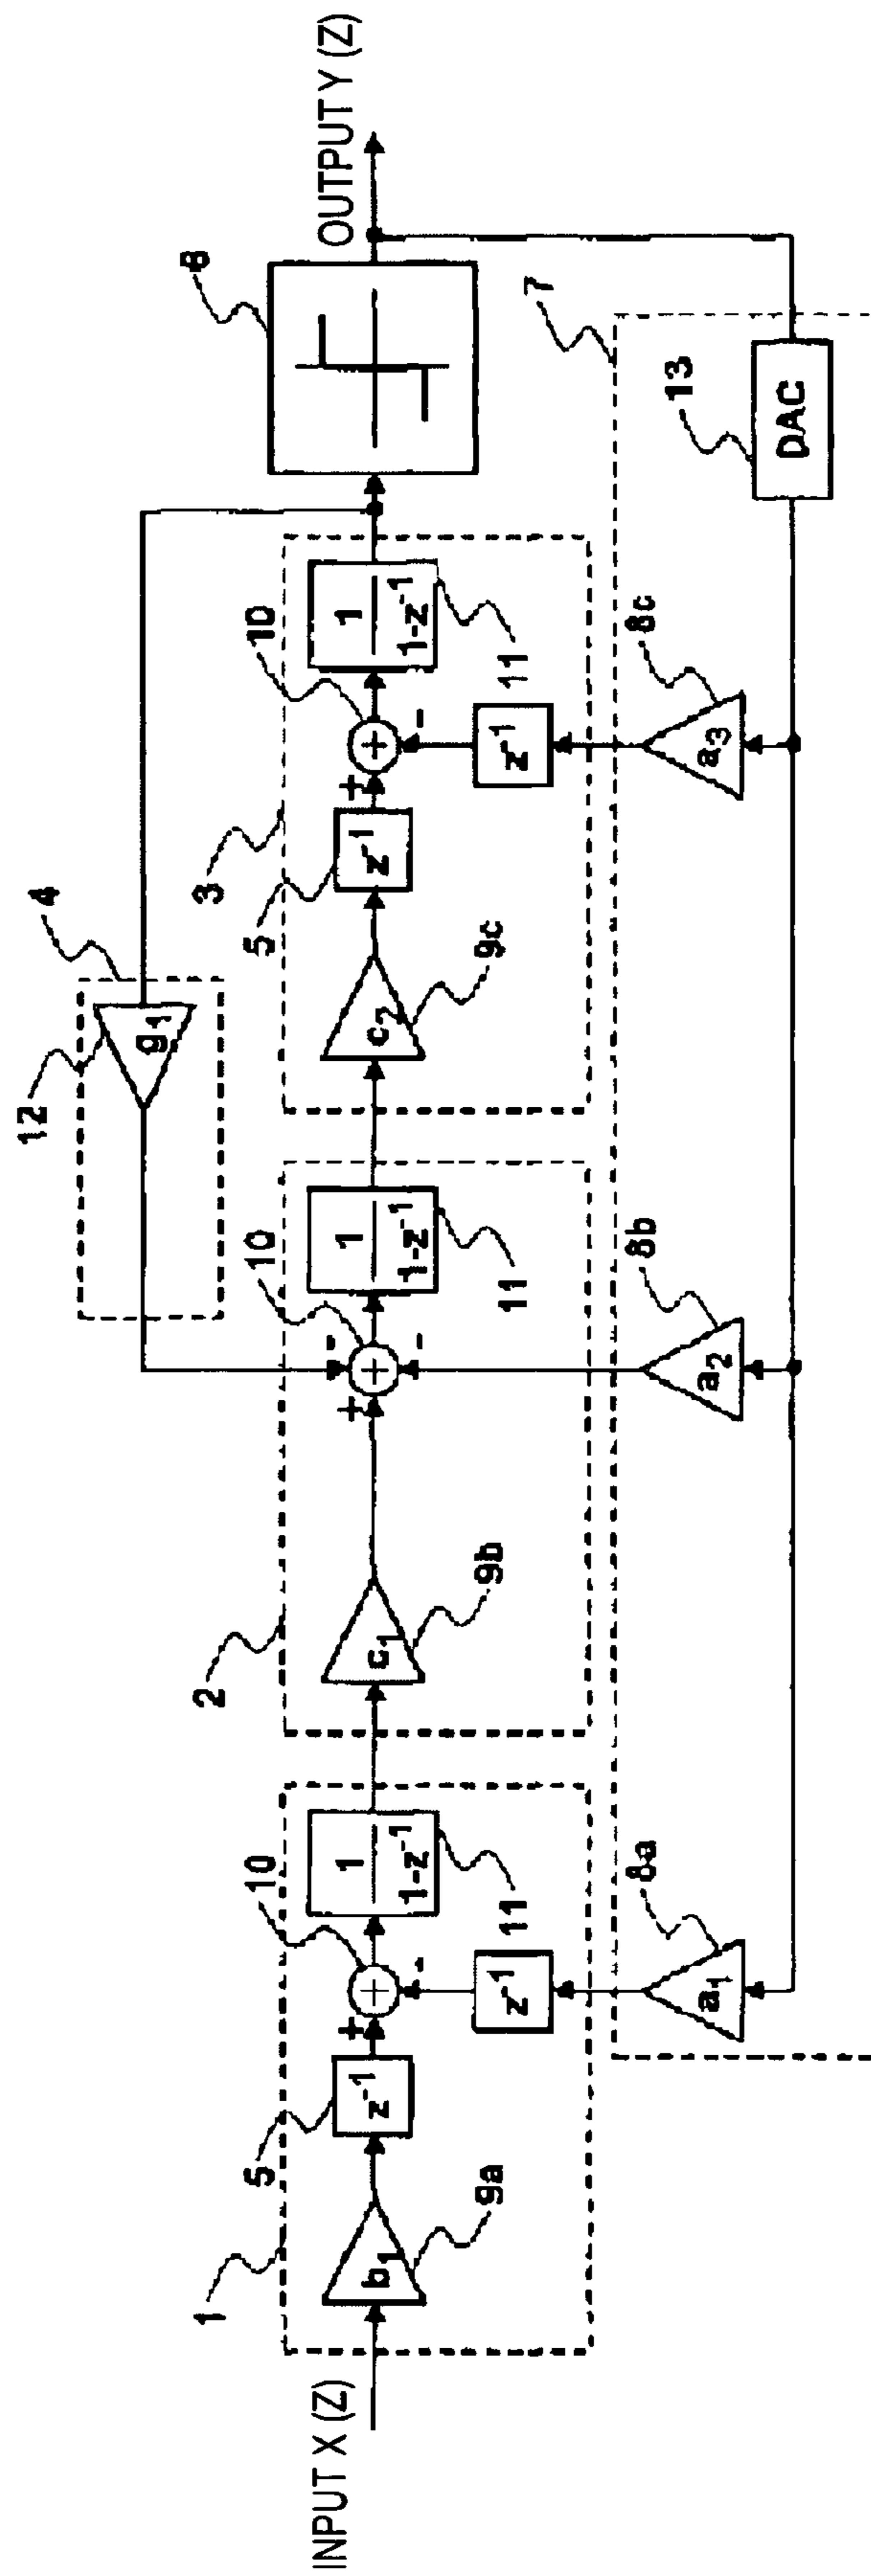 INPUT X (Z)
1
b1
9a
5
z-1
10
+
-
1
1-z-1
11
z-1
a1
8a
2
c1
9b
10
+
-
-
1
1-z-1
11
a2
8b
12
g1
4
3
c2
9c
5
z-1
10
+
-
1
1-z-1
11
z-1
a3
8c
6
OUTPUT Y (Z)
7
13
DAC